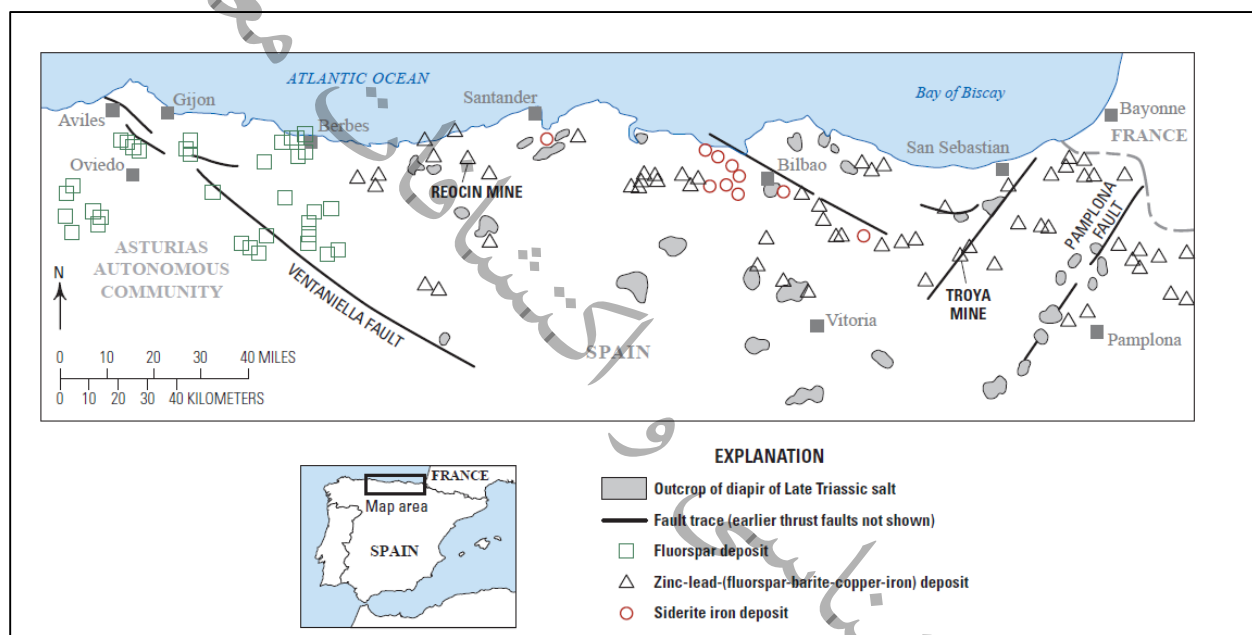 ATLANTIC OCEAN
Bay of Biscay
Aviles
Gijon
Santander
Bayonne
FRANCE
Berbes
Oviedo
Bilbao
San Sebastian
REOCIN MINE
PAMPLONA
FAULT
ASTURIAS
AUTONOMOUS
COMMUNITY
VENTANIELLA FAULT
TROYA
MINE
N
Vitoria
Pamplona
SPAIN
0 10 20 30 40 MILES
0 10 20 30 40 KILOMETERS
FRANCE
Map area
SPAIN
EXPLANATION
Outcrop of diapir of Late Triassic salt
Fault trace (earlier thrust faults not shown)
Fluorspar deposit
Zinc-lead-(fluorspar-barite-copper-iron) deposit
Siderite iron deposit
اکتشافات
و